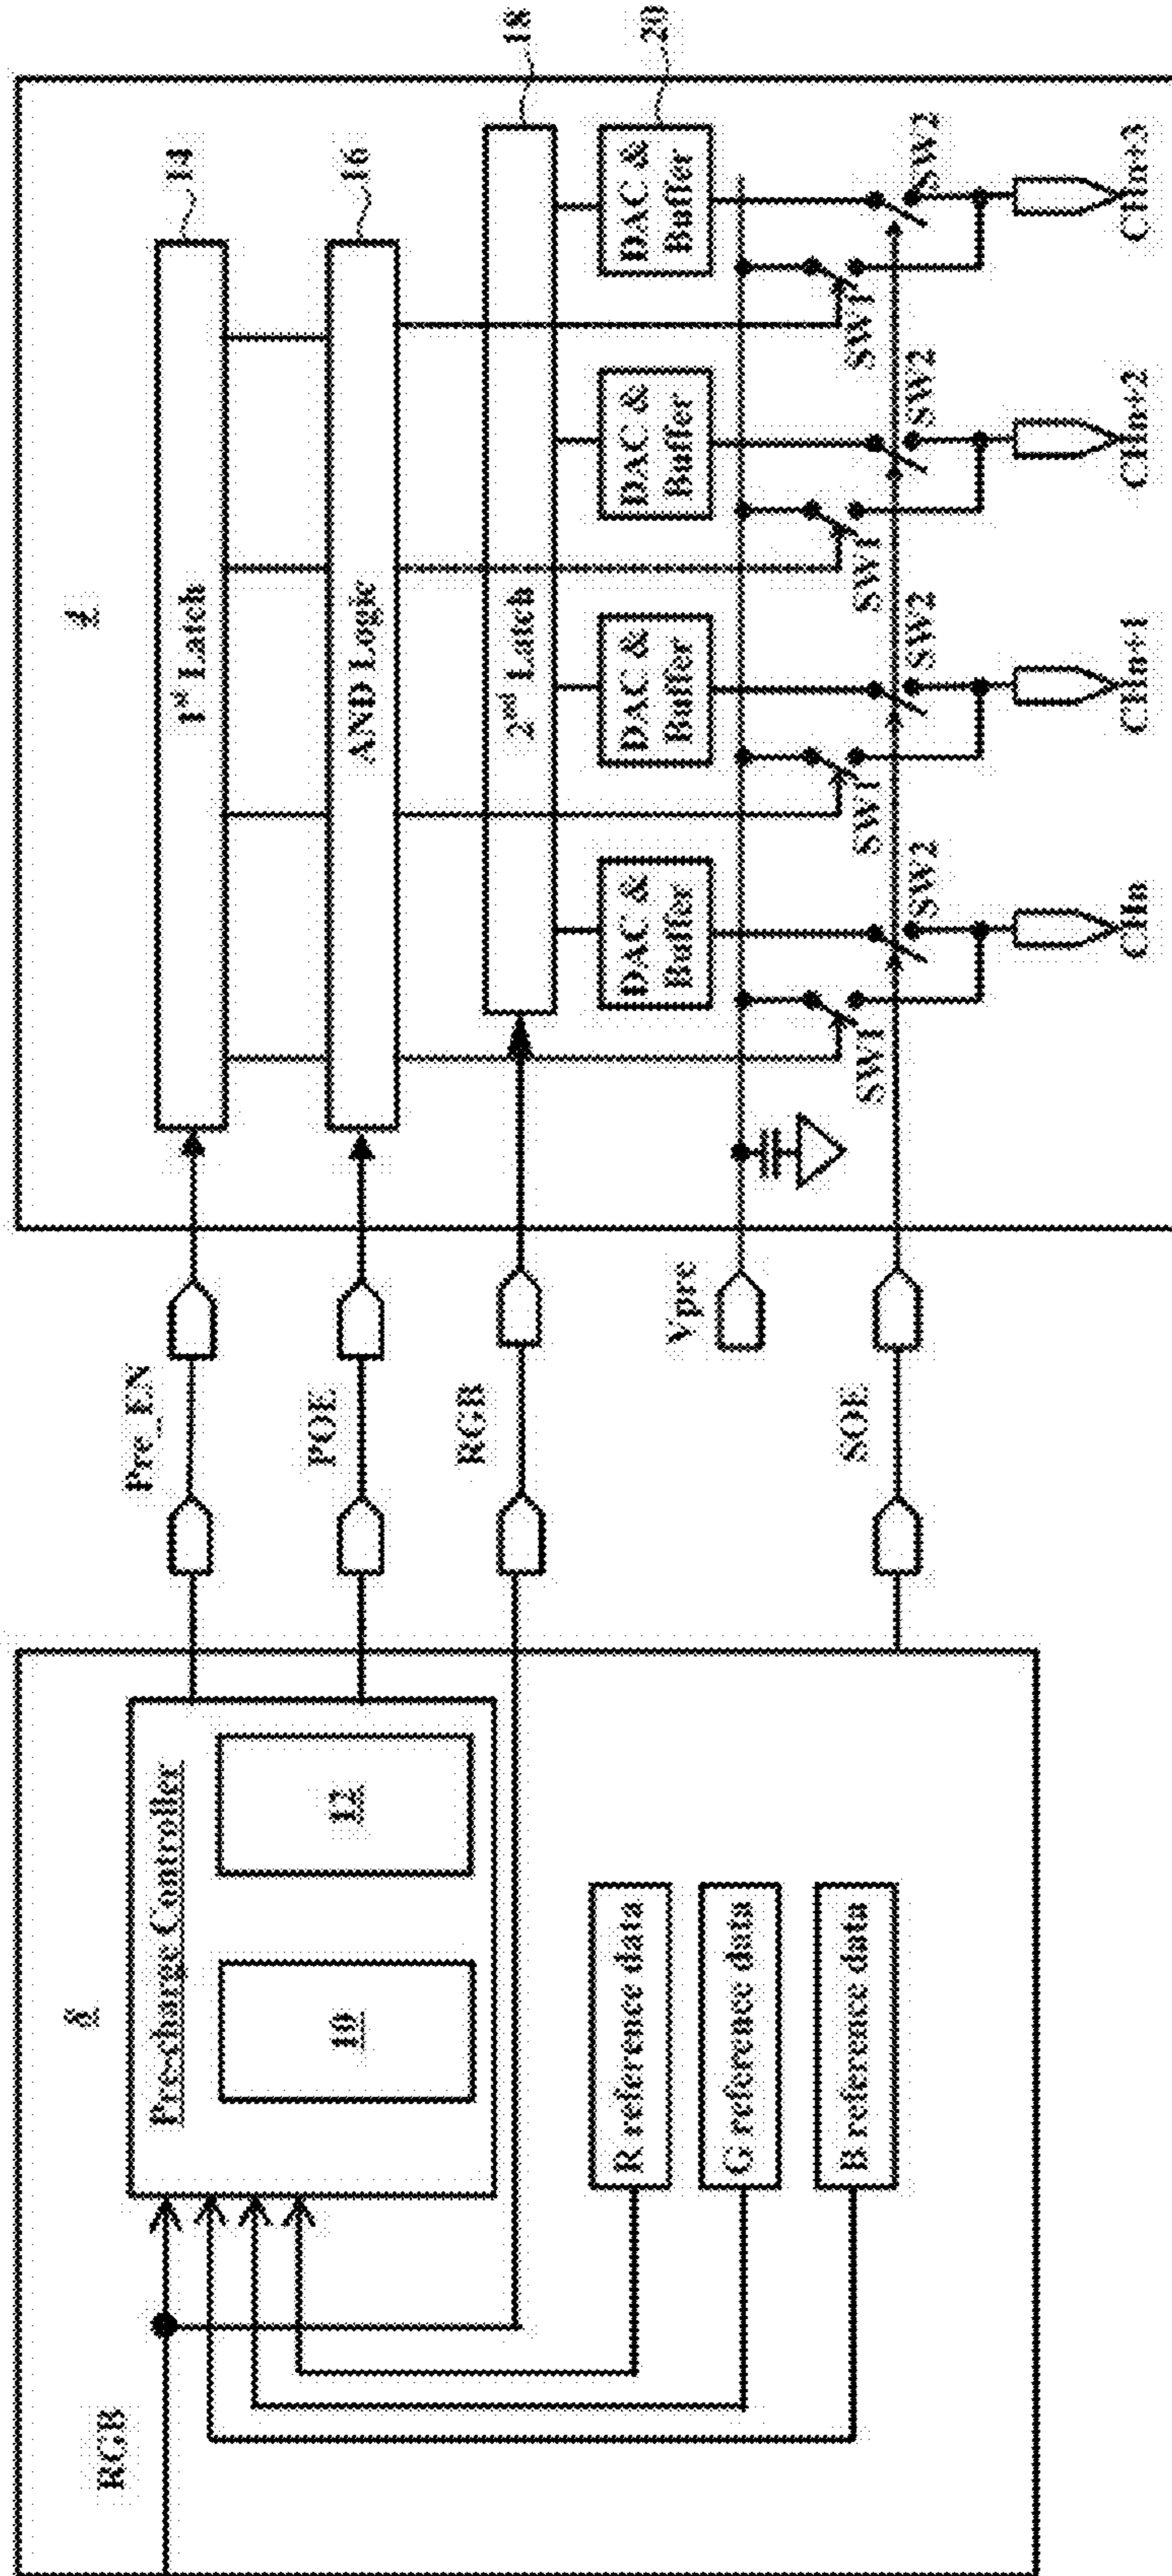 RGB
8
Pre-charge Controller
10
12
R reference data
G reference data
B reference data
Pre_EN
POE
RGB
Vpre
SOE
4
1st Latch
14
AND Logic
16
2nd Latch
18
DAC &
Buffer
DAC &
Buffer
DAC &
Buffer
DAC &
Buffer
20
SW1
SW2
SW1
SW2
SW1
SW2
SW1
SW2
CHn
CHn+1
CHn+2
CHn+3